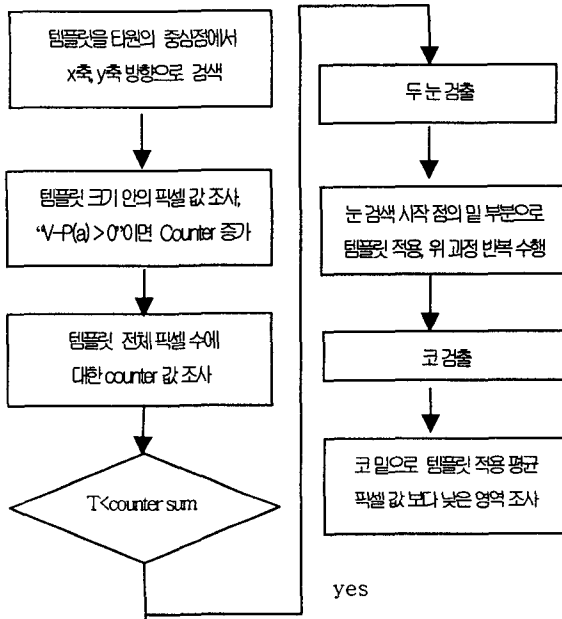 템플릿을 타원의 중심점에서
x축, y축 방향으로 검색
템플릿 크기 안의 픽셀 값 조사,
“V-P(a) > 0”이면 Counter 증가
템플릿 전체 픽셀 수에
대한 counter 값 조사
T<counter sum
두 눈 검출
눈 검색 시작 점의 밑 부분으로
템플릿 적용, 위 과정 반복 수행
코 검출
코 밑으로 템플릿 적용 평균
픽셀 값 보다 낮은 영역 조사
yes